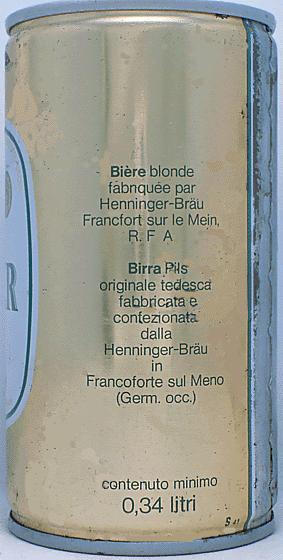 Bière blonde
fabriquée par
Henninger-Bräu
Francfort sur le Mein,
R. F A
Birra Pils
originale tedesca
fabbricata e
confezionata
dalla
Henninger-Bräu
in
Francoforte sul Meno
(Germ. occ.)
contenuto minimo
0,34 litri
R